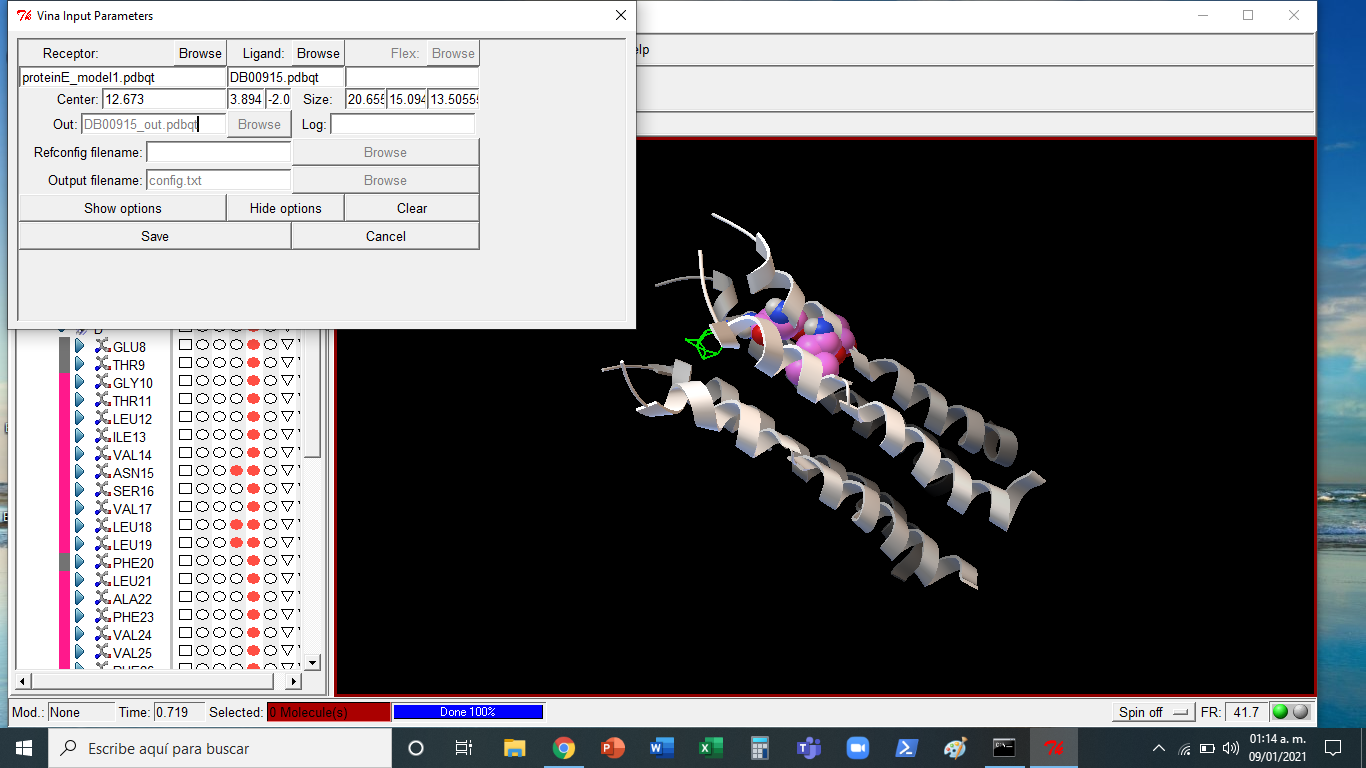 Vina Input Parameters
Receptor: Browse Ligand: Browse Flex: Browse
proteinE_model1.pdbqt DB00915.pdbqt
Center: 12.673 3.894 -2.0 Size: 20.655 15.094 13.5055
Out: DB00915_out.pdbqt Browse Log:
Refconfig filename: Browse
Output filename: config.txt Browse
Show options Hide options Clear
Save Cancel
GLU8
THR9
GLY10
THR11
LEU12
ILE13
VAL14
ASN15
SER16
VAL17
LEU18
LEU19
PHE20
LEU21
ALA22
PHE23
VAL24
VAL25
Mod.: None Time: 0.719 Selected: 0 Molecule(s) Done 100% Spin off FR: 41.7
Escribe aquí para buscar
01:14 a. m.
09/01/2021